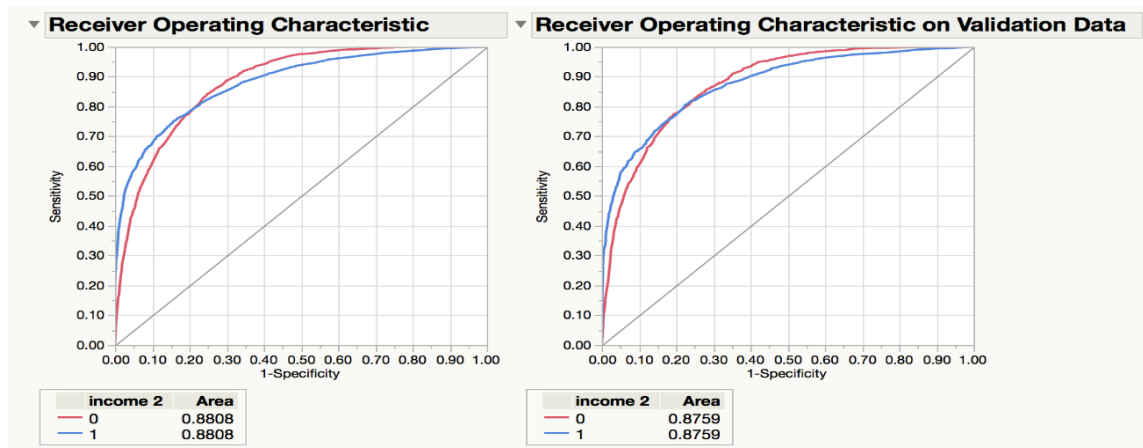 Receiver Operating Characteristic
1.00
0.90
0.80
0.70
0.60
0.50
0.40
0.30
0.20
0.10
0.00
Sensitivity
0.00 0.10 0.20 0.30 0.40 0.50 0.60 0.70 0.80 0.90 1.00
1-Specificity
income 2 Area
0 0.8808
1 0.8808
Receiver Operating Characteristic on Validation Data
1.00
0.90
0.80
0.70
0.60
0.50
0.40
0.30
0.20
0.10
0.00
Sensitivity
0.00 0.10 0.20 0.30 0.40 0.50 0.60 0.70 0.80 0.90 1.00
1-Specificity
income 2 Area
0 0.8759
1 0.8759